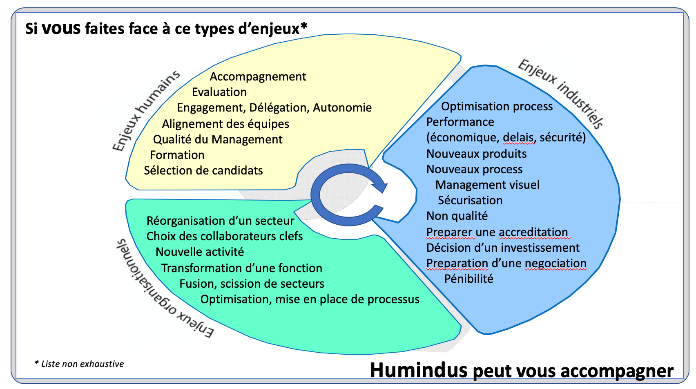 Si vous faites face à ce types d’enjeux*
Enjeux humains
Accompagnement
Evaluation
Engagement, Délégation, Autonomie
Alignement des équipes
Qualité du Management
Formation
Sélection de candidats
Enjeux industriels
Optimisation process
Performance
(économique, delais, sécurité)
Nouveaux produits
Nouveaux process
Management visuel
Sécurisation
Non qualité
Preparer une accreditation
Décision d’un investissement
Preparation d’une negociation
Pénibilité
Enjeux organisationnels
Réorganisation d’un secteur
Choix des collaborateurs clefs
Nouvelle activité
Transformation d’une fonction
Fusion, scission de secteurs
Optimisation, mise en place de processus
* Liste non exhaustive
Humindus peut vous accompagner